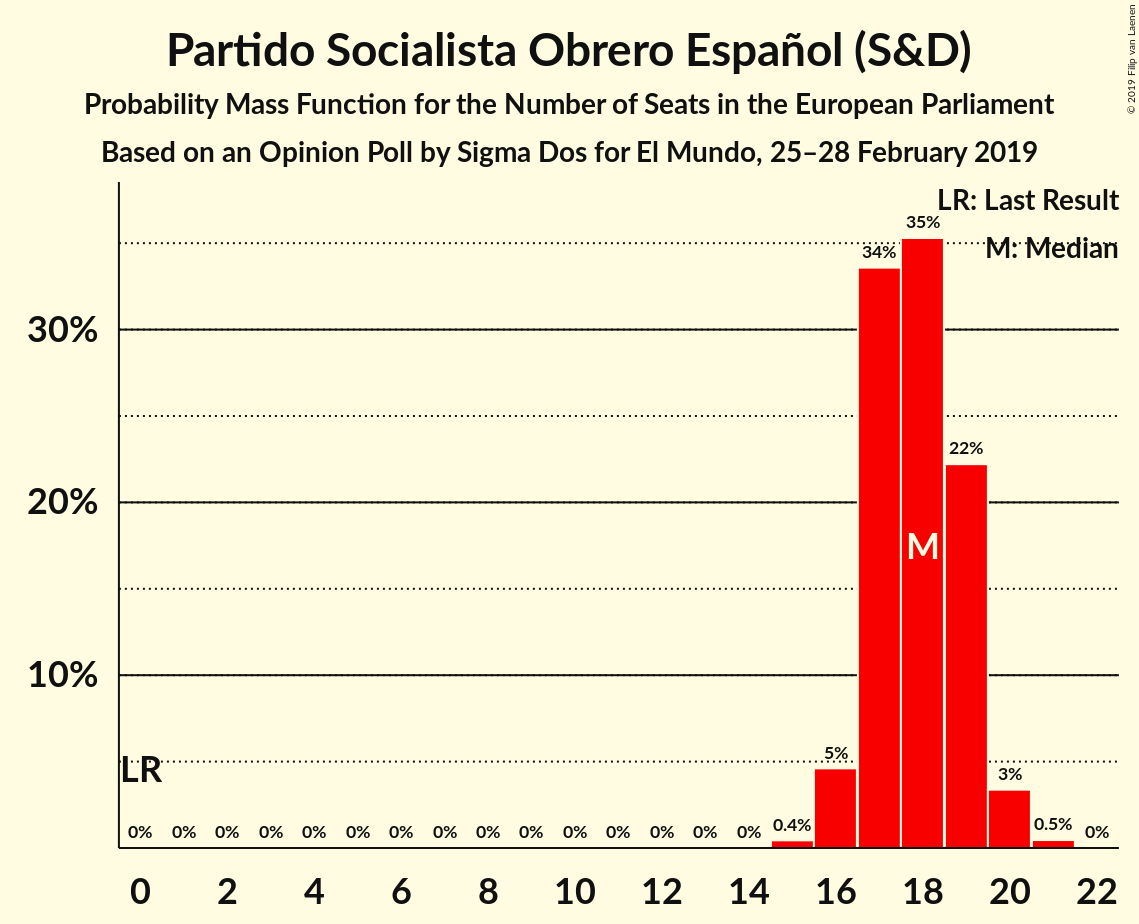 Partido Socialista Obrero Español (S&D)
Probability Mass Function for the Number of Seats in the European Parliament
Based on an Opinion Poll by Sigma Dos for El Mundo, 25–28 February 2019
© 2019 Filip van Laenen
LR: Last Result
M: Median
35%
34%
30%
22%
20%
M
10%
5%
LR
3%
0% 0% 0% 0% 0% 0% 0% 0% 0% 0% 0% 0% 0% 0% 0% 0.4% 0.5% 0%
0 2 4 6 8 10 12 14 16 18 20 22